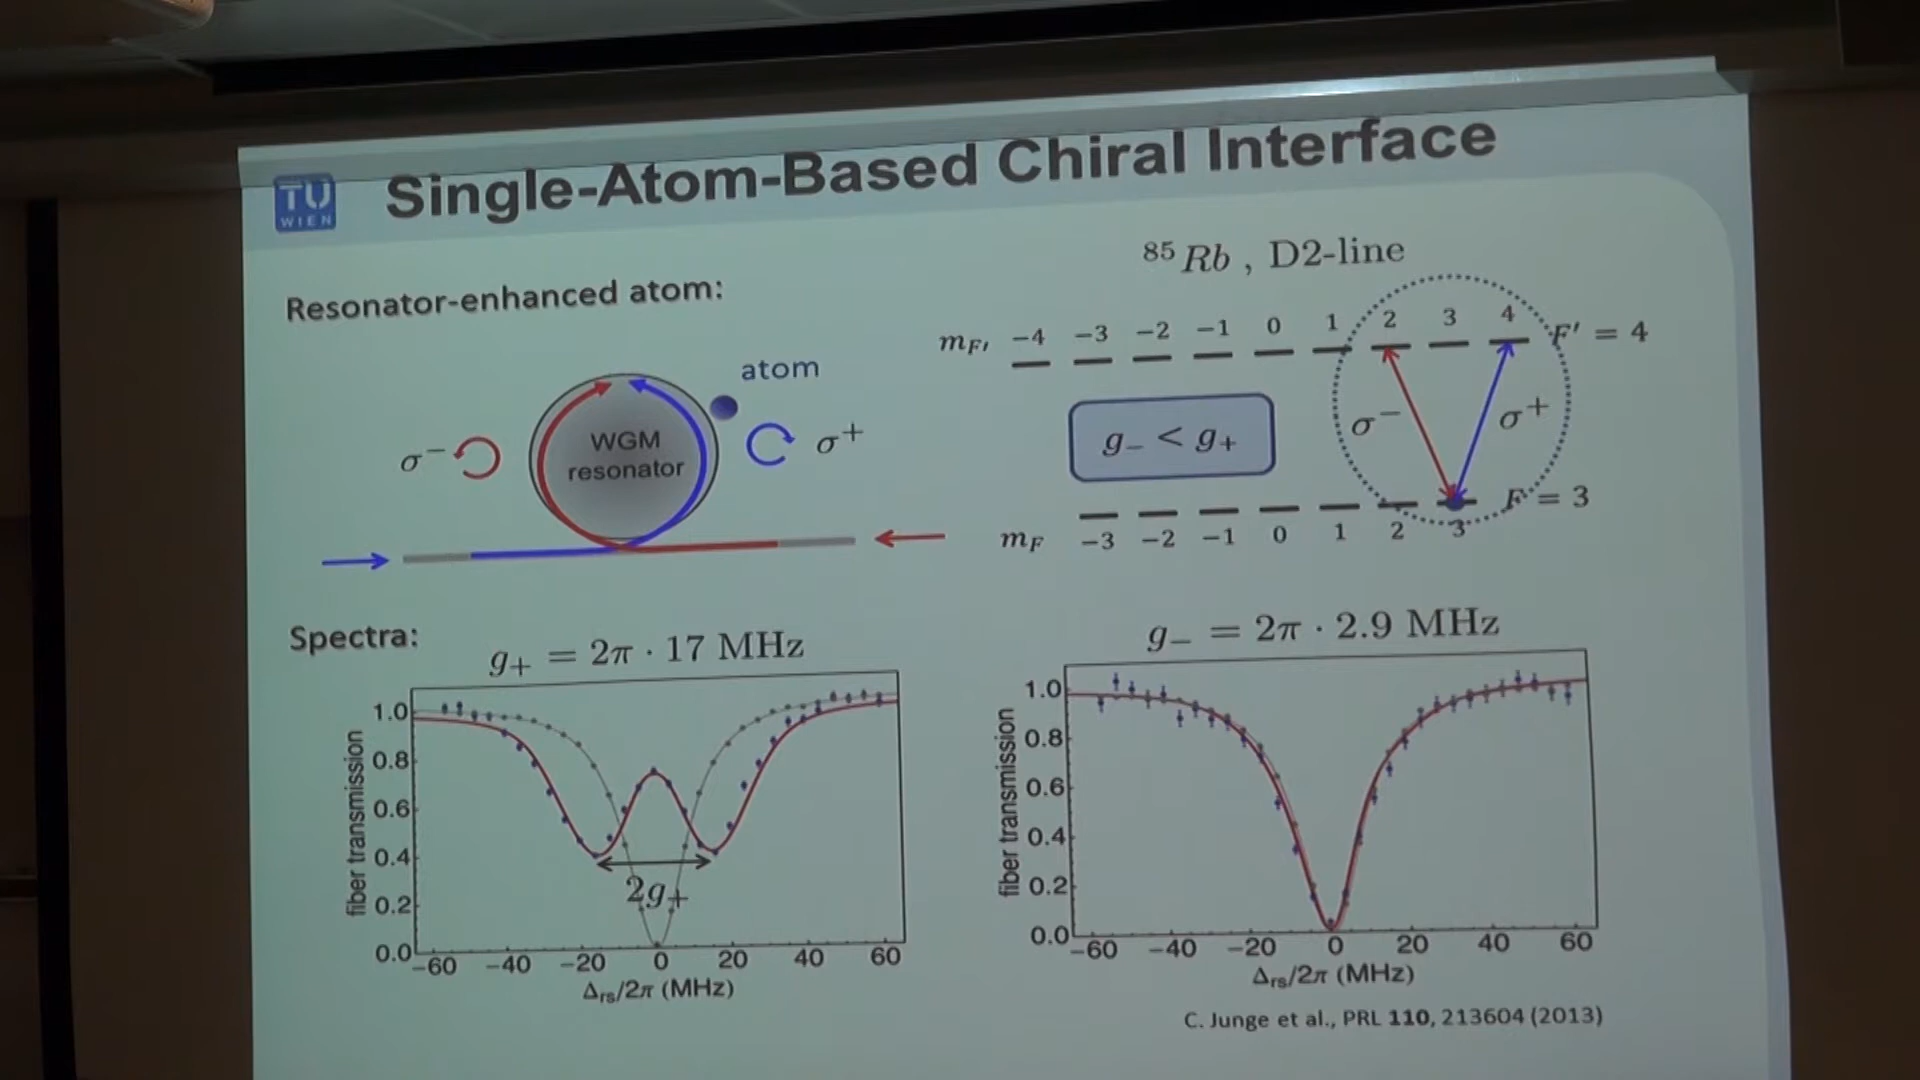 TU
WIEN
Single-Atom-Based Chiral Interface
Resonator-enhanced atom:
⁸⁵Rb , D2-line
atom
WGM
resonator
σ⁻
σ⁺
m_F′ −4 −3 −2 −1 0 1 2 3 4 F′ = 4
g₋ < g₊
σ⁻
σ⁺
F = 3
m_F −3 −2 −1 0 1 2 3
Spectra:
g₊ = 2π · 17 MHz
fiber transmission
1.0
0.8
0.6
0.4
0.2
0.0
2g₊
−60 −40 −20 0 20 40 60
Δrs/2π (MHz)
g₋ = 2π · 2.9 MHz
fiber transmission
1.0
0.8
0.6
0.4
0.2
0.0
−60 −40 −20 0 20 40 60
Δrs/2π (MHz)
C. Junge et al., PRL 110, 213604 (2013)